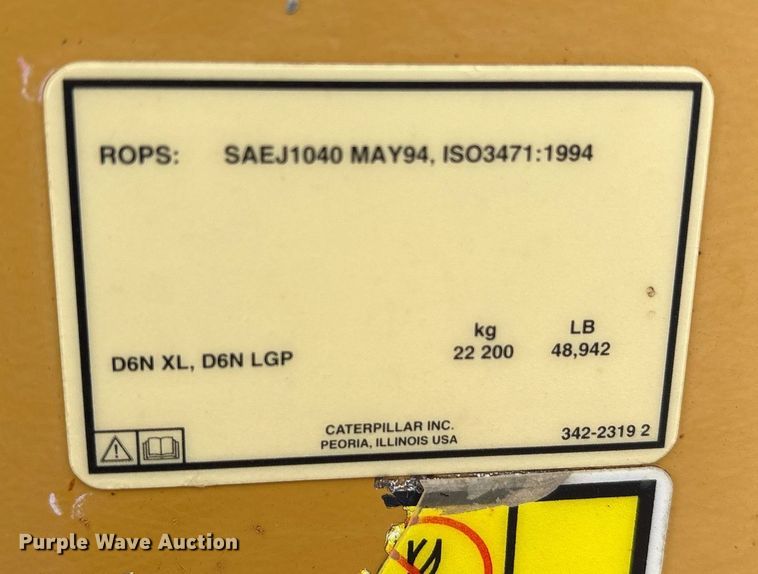 ROPS: SAEJ1040 MAY94, ISO3471:1994
kg LB
D6N XL, D6N LGP 22 200 48,942
CATERPILLAR INC.
PEORIA, ILLINOIS USA
342-2319 2
Purple Wave Auction